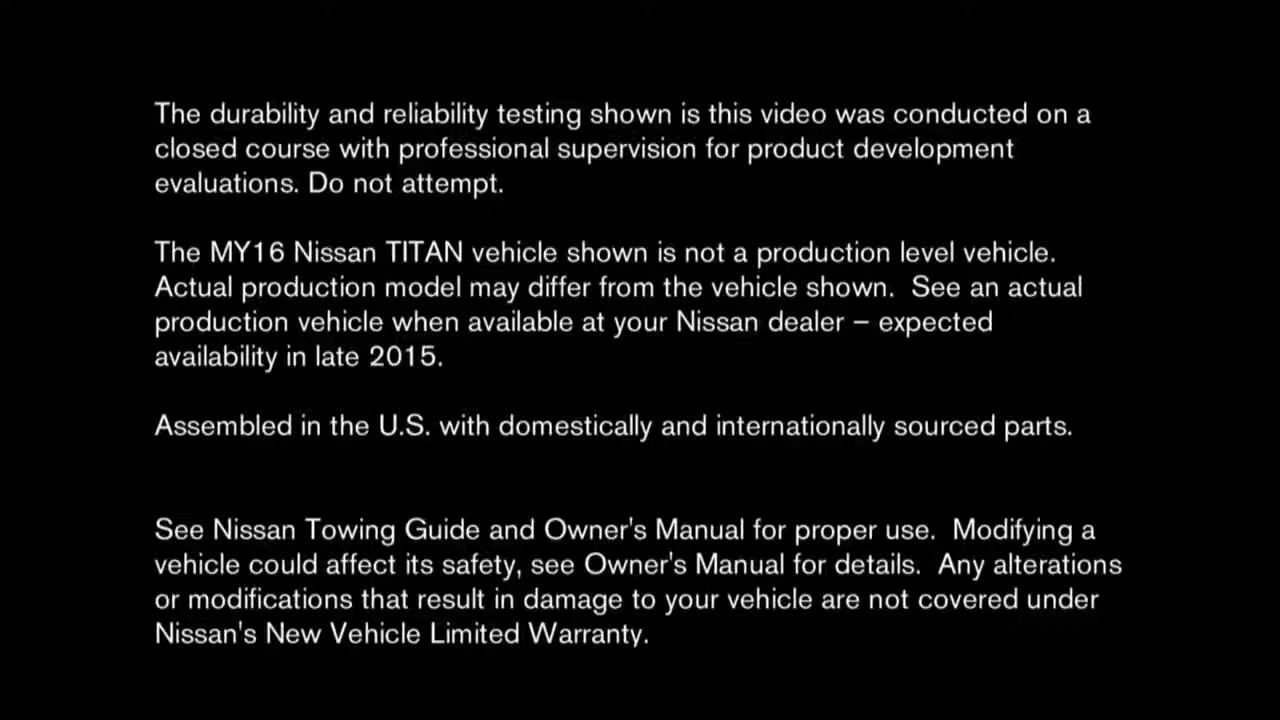 The durability and reliability testing shown is this video was conducted on a
closed course with professional supervision for product development
evaluations. Do not attempt.
The MY16 Nissan TITAN vehicle shown is not a production level vehicle.
Actual production model may differ from the vehicle shown.  See an actual
production vehicle when available at your Nissan dealer – expected
availability in late 2015.
Assembled in the U.S. with domestically and internationally sourced parts.
See Nissan Towing Guide and Owner's Manual for proper use.  Modifying a
vehicle could affect its safety, see Owner's Manual for details.  Any alterations
or modifications that result in damage to your vehicle are not covered under
Nissan's New Vehicle Limited Warranty.